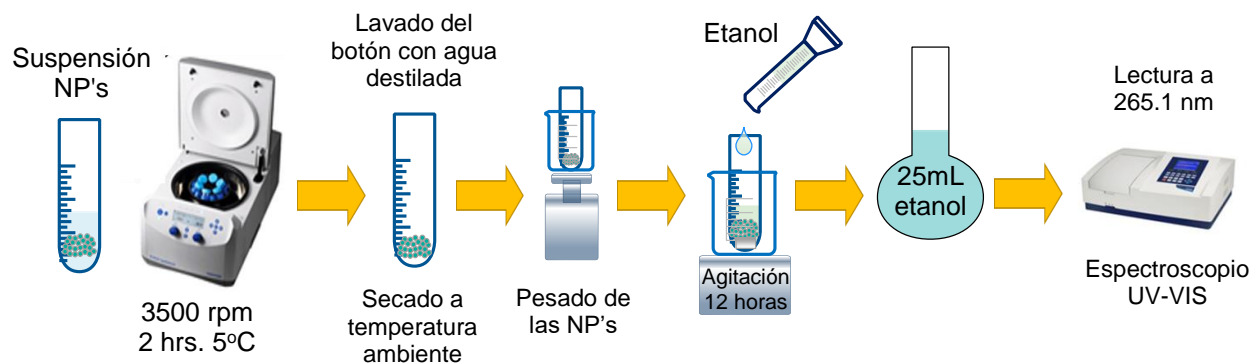 Suspensión
NP's
3500 rpm
2 hrs. 5ºC
Lavado del
botón con agua
destilada
Secado a
temperatura
ambiente
Pesado de
las NP's
Etanol
Agitación
12 horas
25mL
etanol
Lectura a
265.1 nm
Espectroscopio
UV-VIS